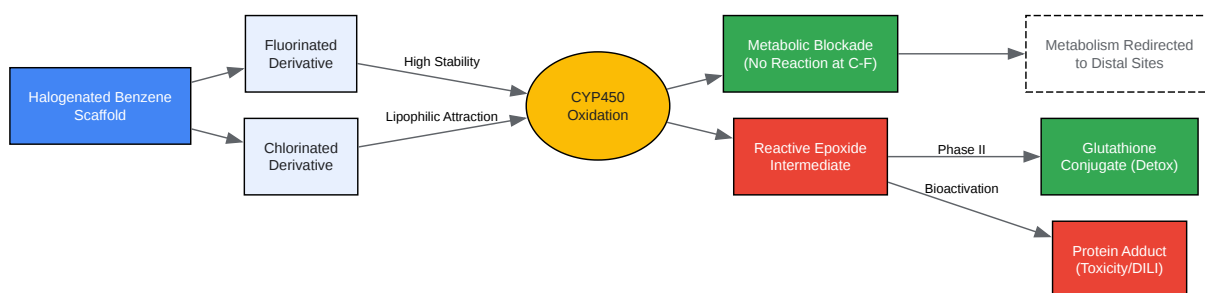 Halogenated Benzene
Scaffold
Fluorinated
Derivative
Chlorinated
Derivative
High Stability
Lipophilic Attraction
CYP450
Oxidation
Metabolic Blockade
(No Reaction at C-F)
Reactive Epoxide
Intermediate
Metabolism Redirected
to Distal Sites
Phase II
Bioactivation
Glutathione
Conjugate (Detox)
Protein Adduct
(Toxicity/DILI)